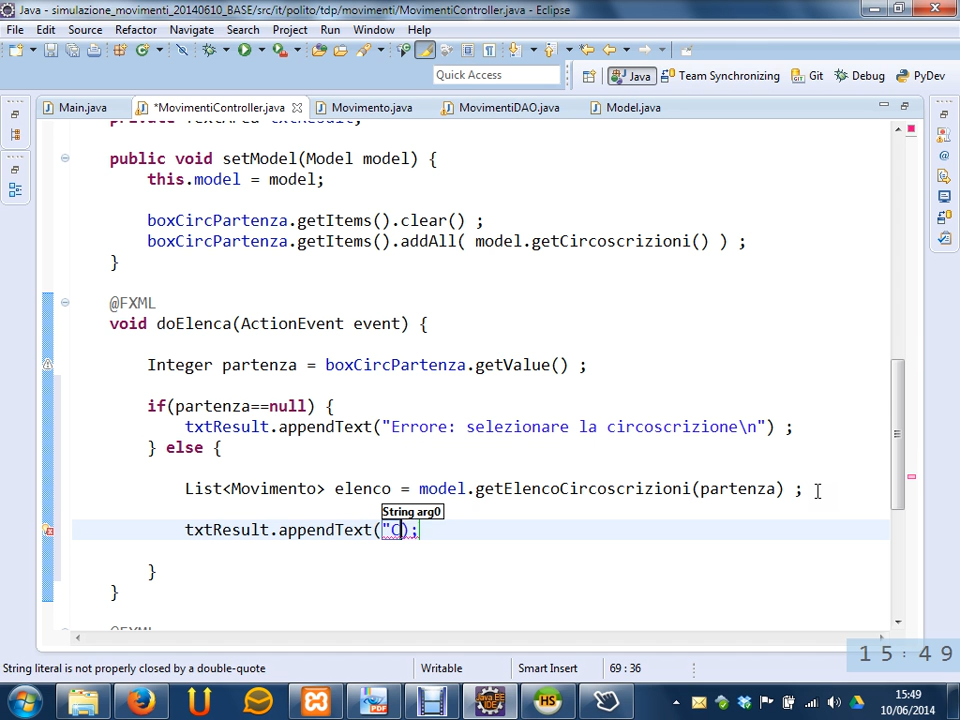 Java - simulazione_movimenti_20140610_BASE/src/it/polito/tdp/movimenti/MovimentiController.java - Eclipse
File Edit Source Refactor Navigate Search Project Run Window Help
Quick Access
Java Team Synchronizing Git Debug PyDev
Main.java *MovimentiController.java Movimento.java MovimentiDAO.java Model.java
private TextArea txtResult;
public void setModel(Model model) {
this.model = model;
boxCircPartenza.getItems().clear() ;
boxCircPartenza.getItems().addAll( model.getCircoscrizioni() ) ;
}
@FXML
void doElenca(ActionEvent event) {
Integer partenza = boxCircPartenza.getValue() ;
if(partenza==null) {
txtResult.appendText("Errore: selezionare la circoscrizione\n") ;
} else {
List<Movimento> elenco = model.getElencoCircoscrizioni(partenza) ;
String arg0
txtResult.appendText("C);
}
}
@FXML
15:49
String literal is not properly closed by a double-quote Writable Smart Insert 69 : 36
15:49
10/06/2014